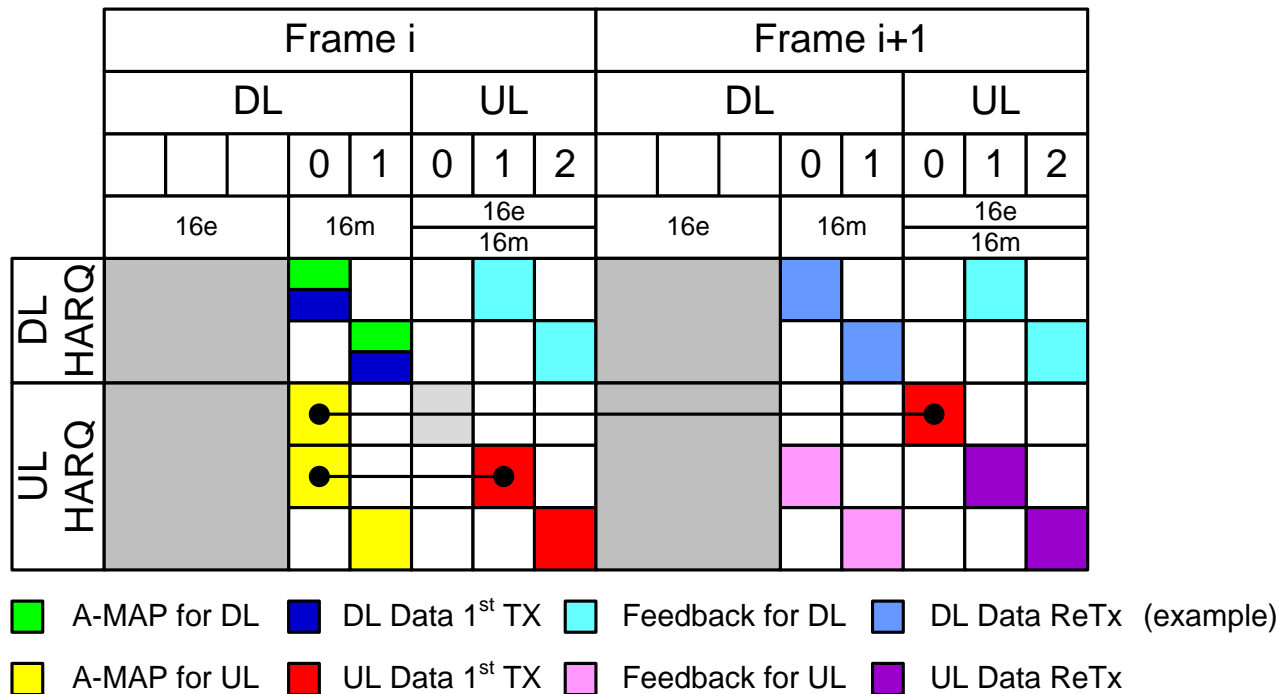 Frame i Frame i+1
DL UL DL UL
0 1 0 1 2 0 1 0 1 2
16e 16m 16e 16e 16m 16e
16m 16m
DL
HARQ
UL
HARQ
A-MAP for DL DL Data 1st TX Feedback for DL DL Data ReTx (example)
A-MAP for UL UL Data 1st TX Feedback for UL UL Data ReTx